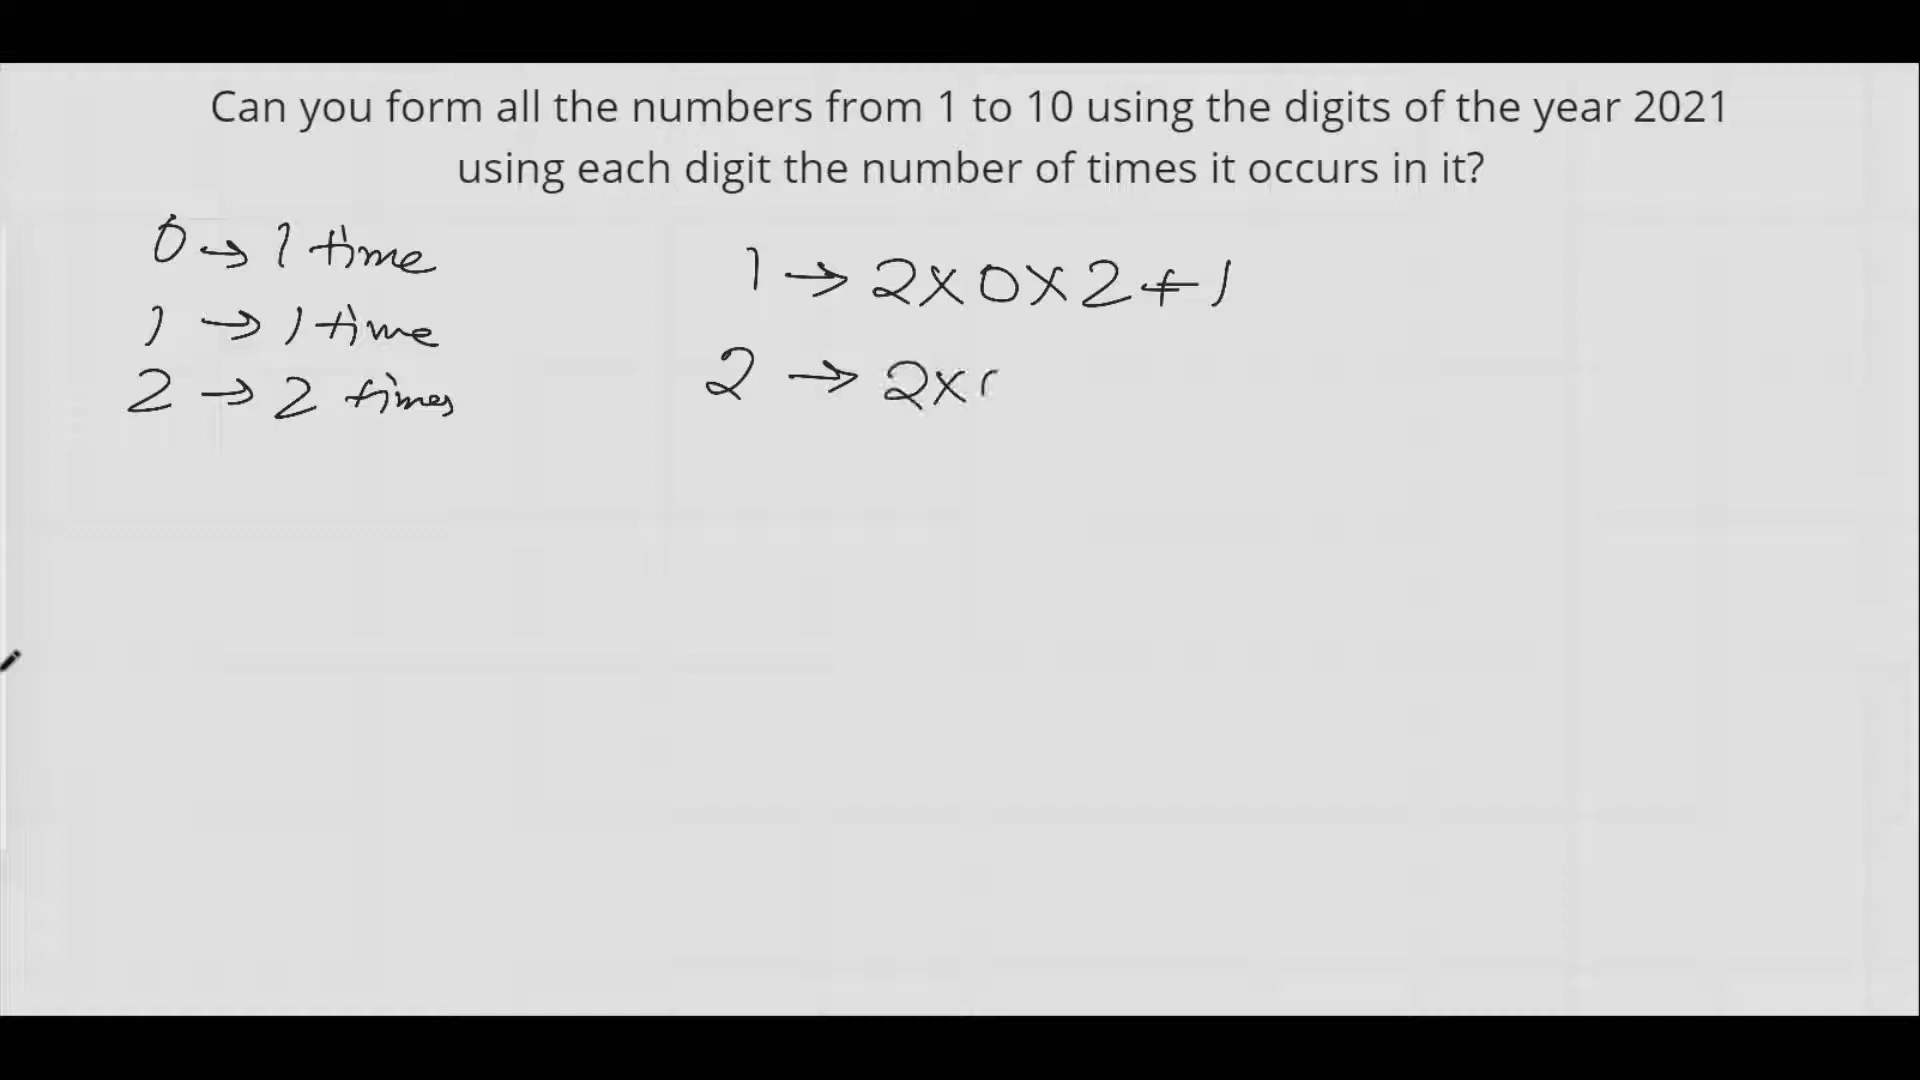 Can you form all the numbers from 1 to 10 using the digits of the year 2021
using each digit the number of times it occurs in it?
0 → 1 time
1 → 1 time
2 → 2 times
1 → 2 x 0 x 2 + 1
2 → 2 x